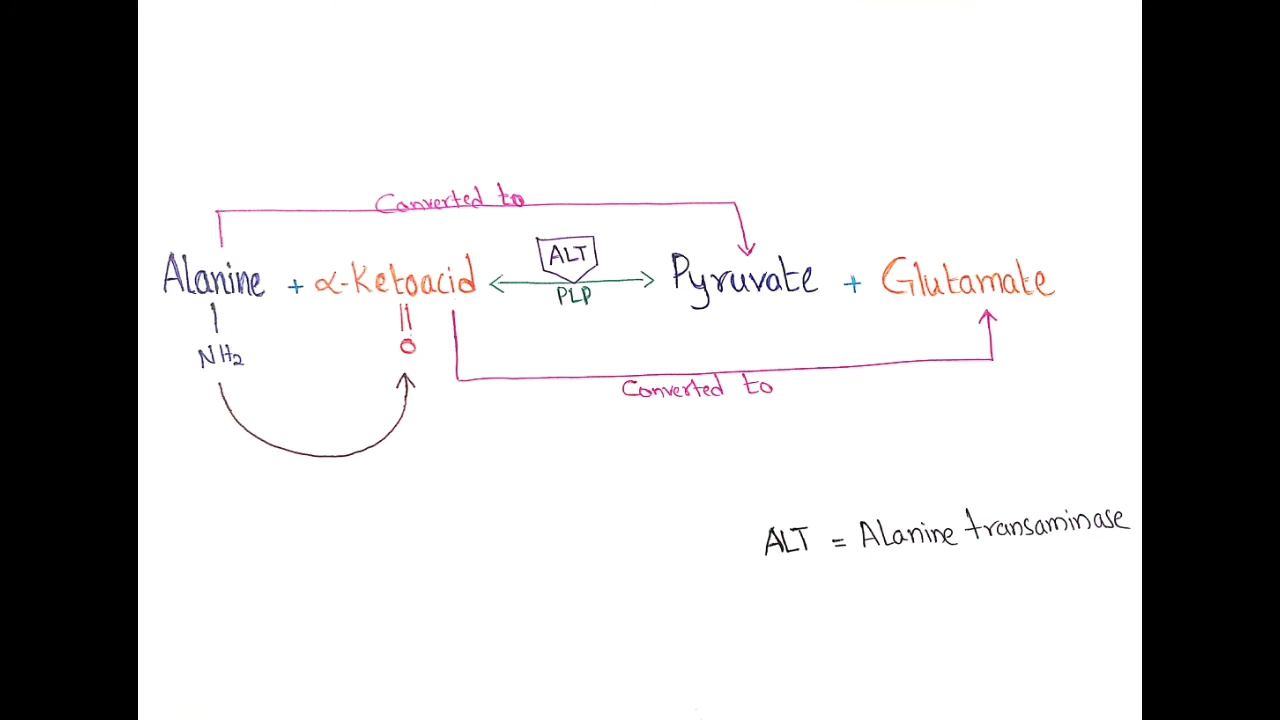 Converted to
ALT
Alanine + α-Ketoacid ⟷ Pyruvate + Glutamate
PLP
NH2
O
Converted to
ALT = Alanine transaminase